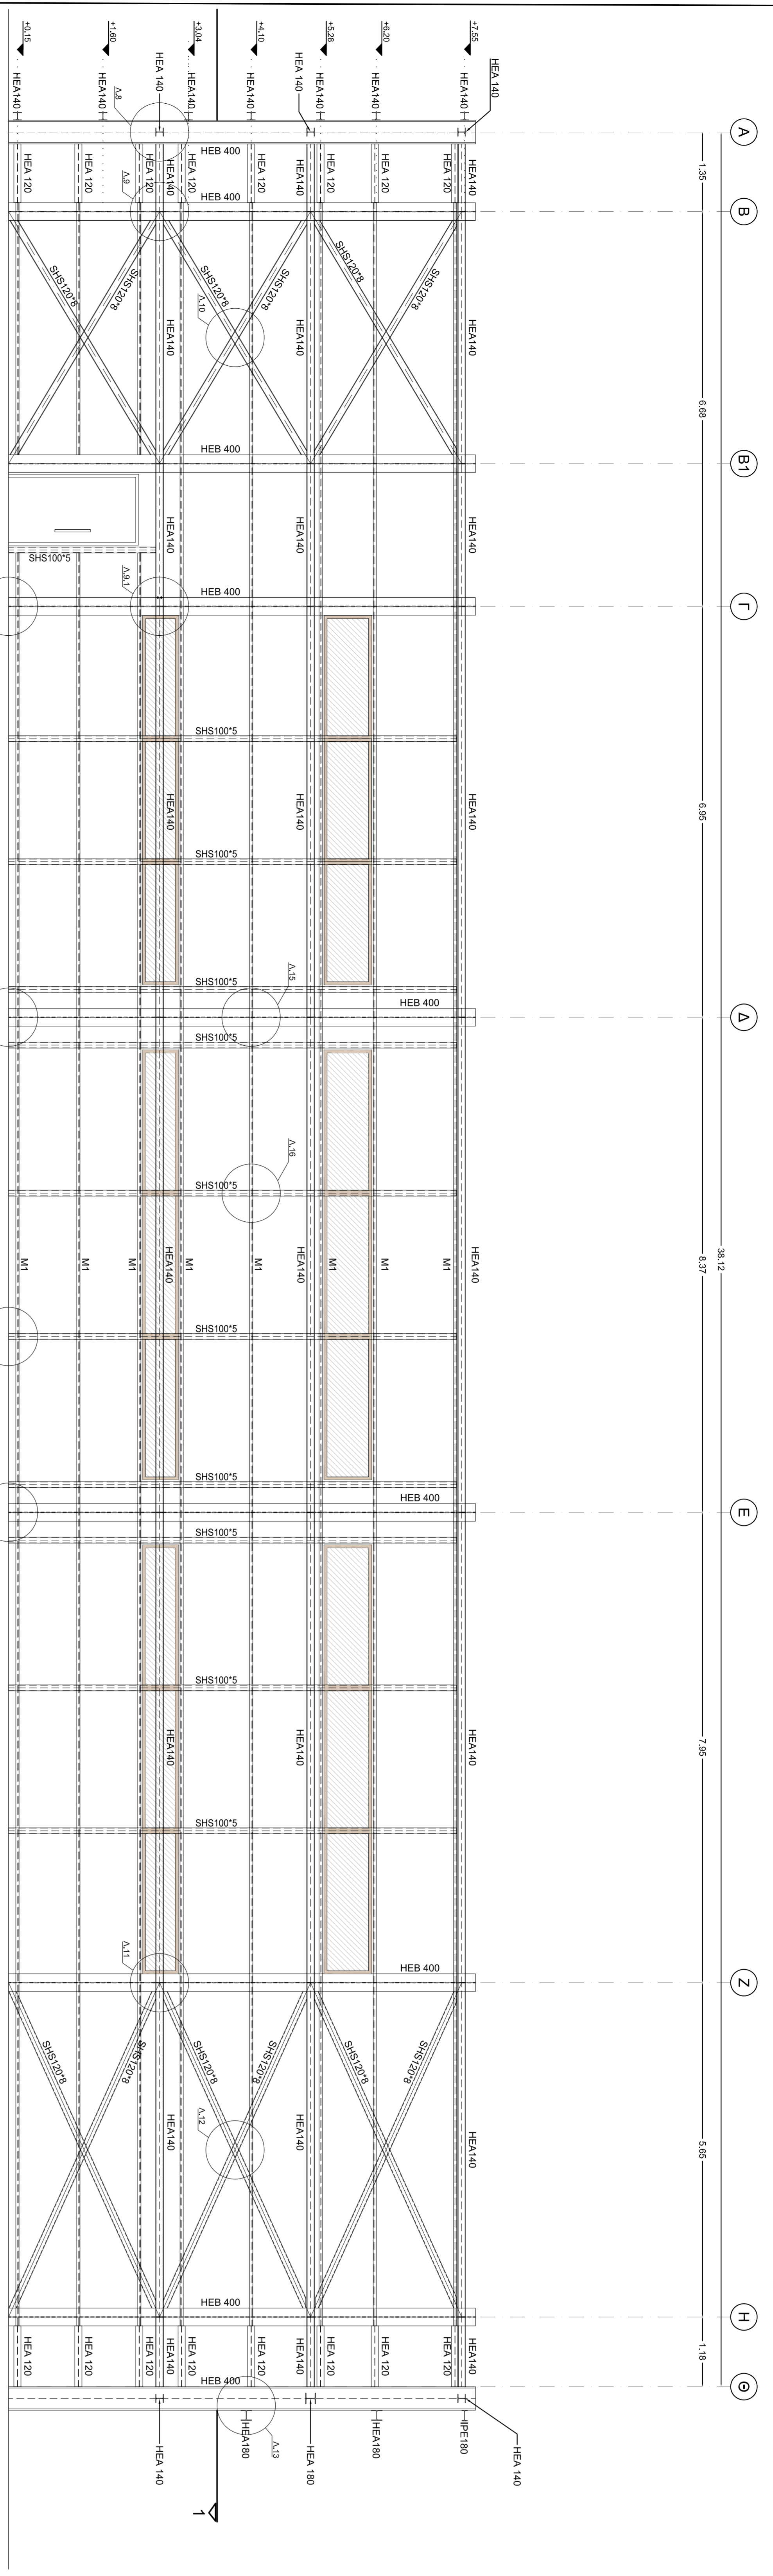 Α
Β
Β1
Γ
Δ
Ε
Ζ
Η
Θ
38.12
1.35
6.68
6.95
8.37
7.95
5.65
1.18
HEA 140
HEA 140
+7.55
HEA140
HEA140
HEA140
HEA140
HEA140
HEA140
HEA140
HEA140
HEA140
IPE180
HEA 120
SHS120*8
M1
SHS120*8
HEA 120
HEB 400
HEB 400
HEB 400
+6.20
HEA140
HEA 120
SHS120*8
M1
SHS120*8
HEA 120
HEA180
+5.28
HEA140
HEA 120
M1
HEA 120
HEA 140
HEA140
HEA140
HEA140
HEA140
HEA140
HEA140
HEA140
HEA140
HEA 180
Λ.15
Λ.16
SHS120*8
SHS120*8
+4.10
HEA140
HEA 120
M1
HEA 120
HEA180
Λ.13
HEB 400
HEB 400
HEB 400
HEB 400
HEB 400
HEB 400
SHS100*5
SHS100*5
SHS100*5
SHS100*5
SHS100*5
SHS100*5
SHS100*5
SHS100*5
SHS100*5
SHS100*5
1
SHS120*8
Λ.10
SHS120*8
Λ.12
+3.04
HEA140
HEA 120
M1
HEA 120
HEA 140
HEA140
HEA140
HEA140
HEA140
HEA140
HEA140
HEA140
HEA140
HEA140
HEA 140
HEA 120
M1
HEA 120
Λ.8
Λ.9
Λ.9.1
Λ.11
SHS120*8
SHS120*8
+1.60
HEA140
HEA 120
M1
HEA 120
SHS120*8
SHS120*8
SHS100*5
+0.15
HEA140
HEA 120
M1
HEA 120